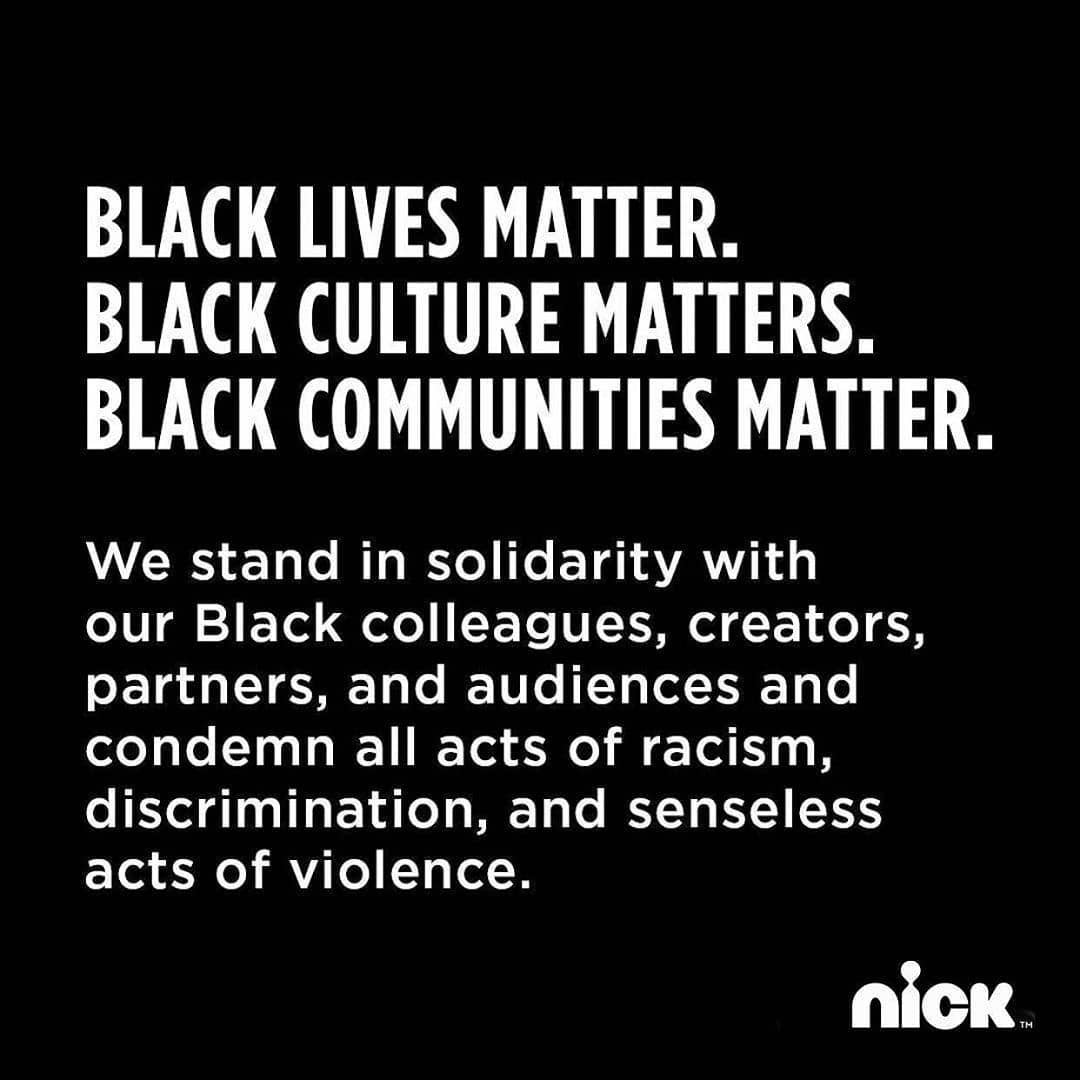 BLACK LIVES MATTER.
BLACK CULTURE MATTERS.
BLACK COMMUNITIES MATTER.
We stand in solidarity with
our Black colleagues, creators,
partners, and audiences and
condemn all acts of racism,
discrimination, and senseless
acts of violence.
nick TM